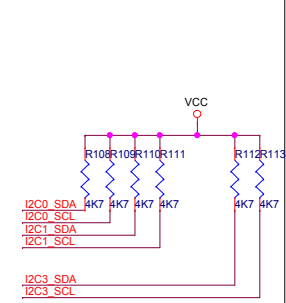 VCC
R108 R109 R110 R111 R112 R113
4K7 4K7 4K7 4K7 4K7 4K7
I2C0_SDA
I2C0_SCL
I2C1_SDA
I2C1_SCL
I2C3_SDA
I2C3_SCL